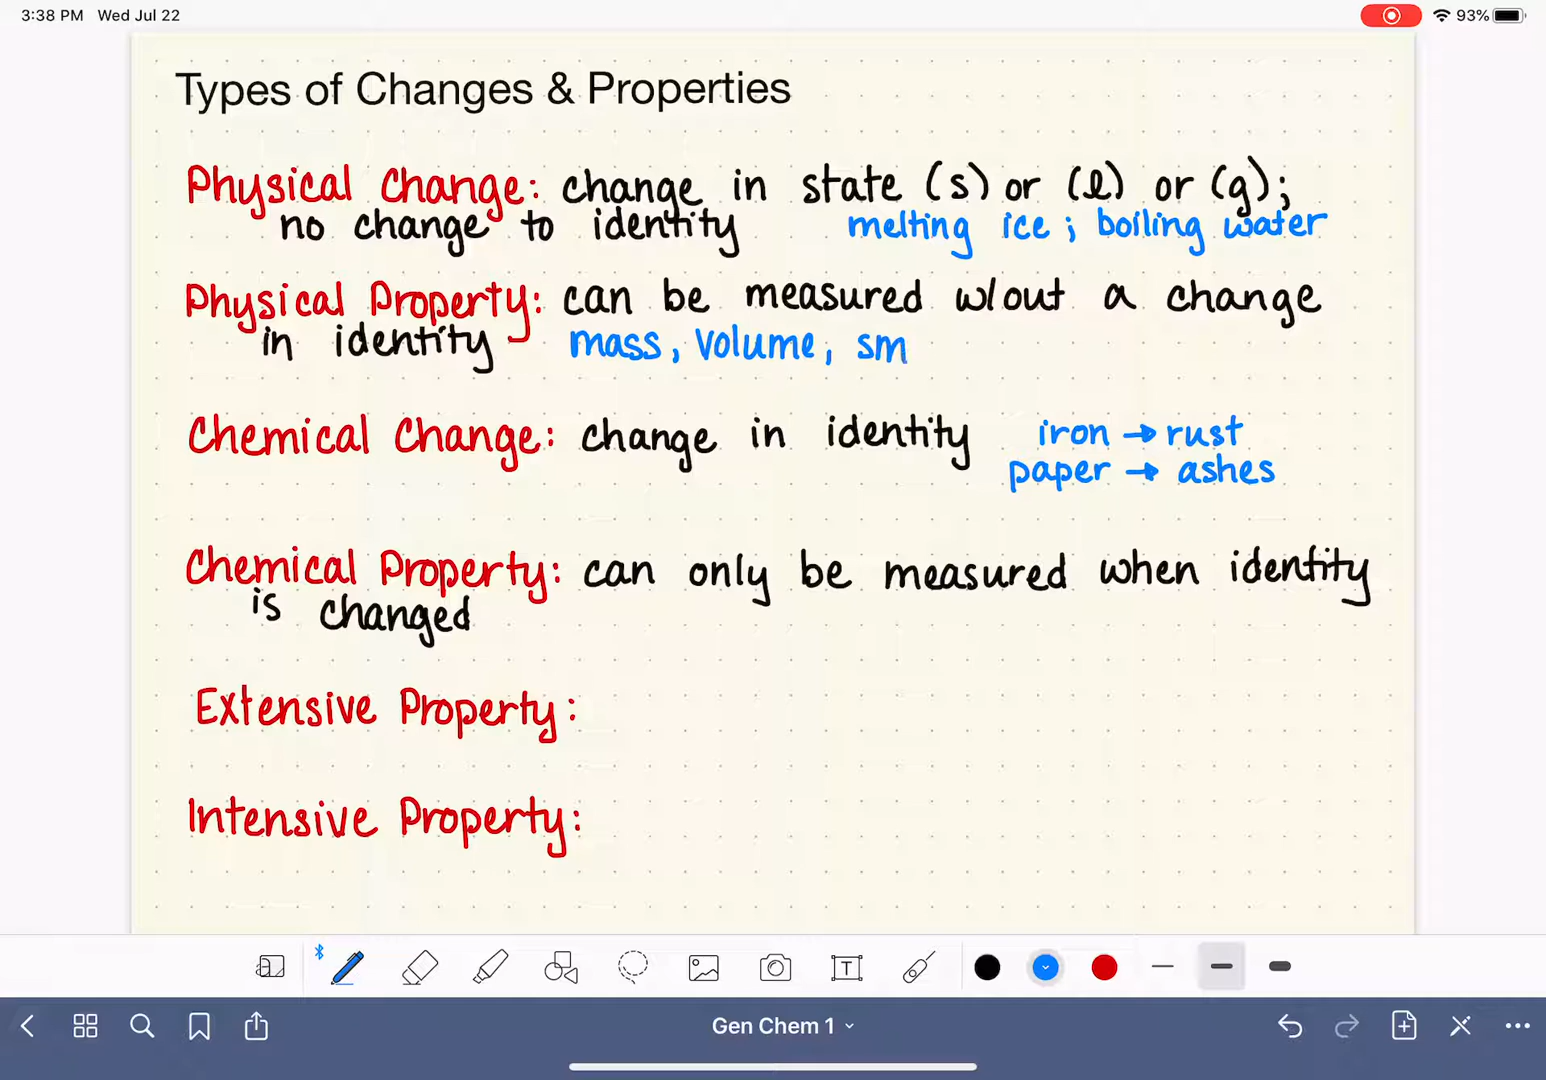 3:38 PM Wed Jul 22
93%
Types of Changes & Properties
Physical Change: change in state (s) or (l) or (g);
no change to identity melting ice; boiling water
Physical Property: can be measured w/out a change
in identity mass, volume, sm
Chemical Change: change in identity iron → rust
paper → ashes
Chemical Property: can only be measured when identity
is changed
Extensive Property:
Intensive Property:
T
Gen Chem 1